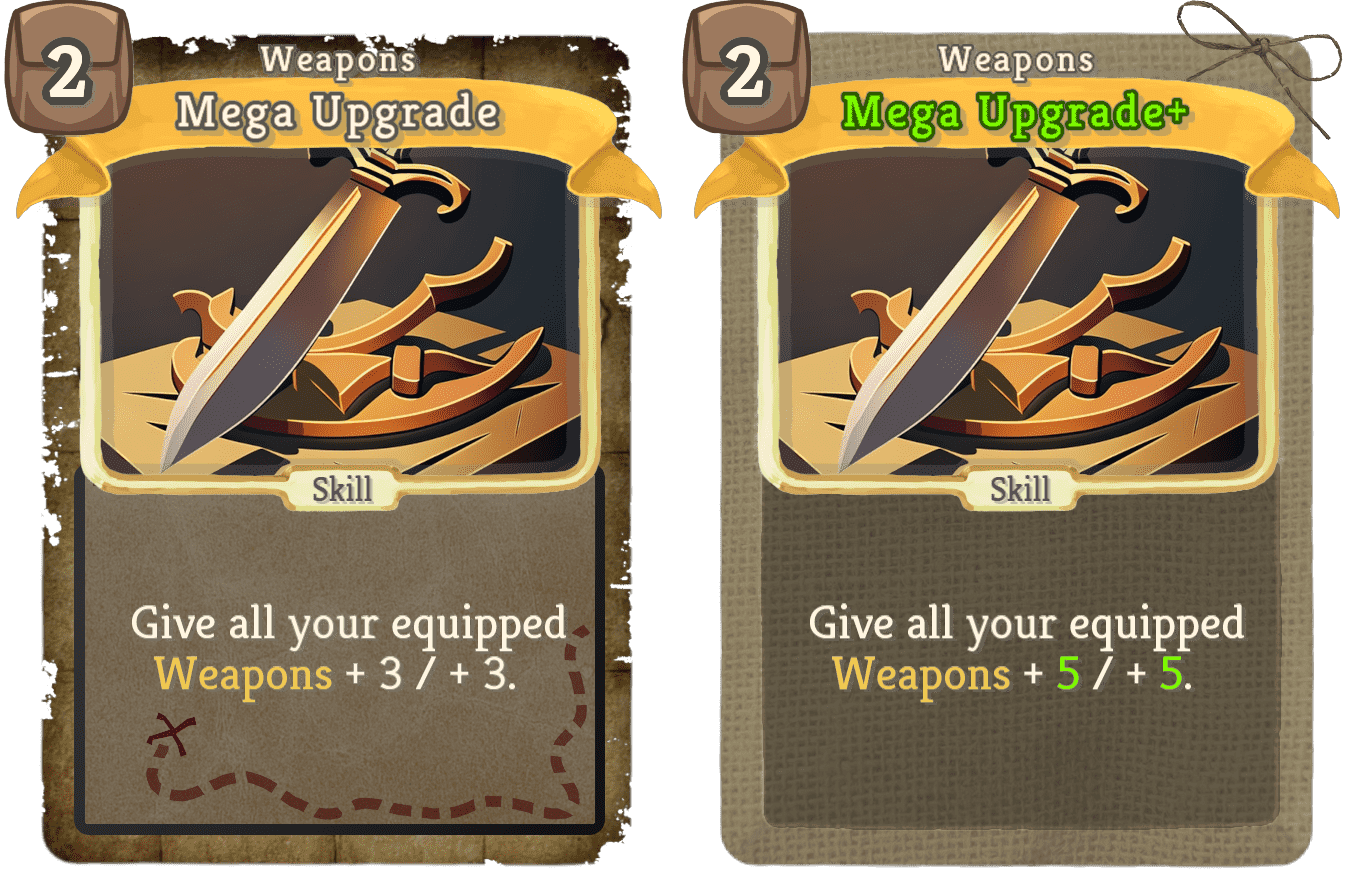 2
Weapons
Mega Upgrade
Skill
Give all your equipped
Weapons + 3 / + 3.
2
Weapons
Mega Upgrade+
Skill
Give all your equipped
Weapons + 5 / + 5.